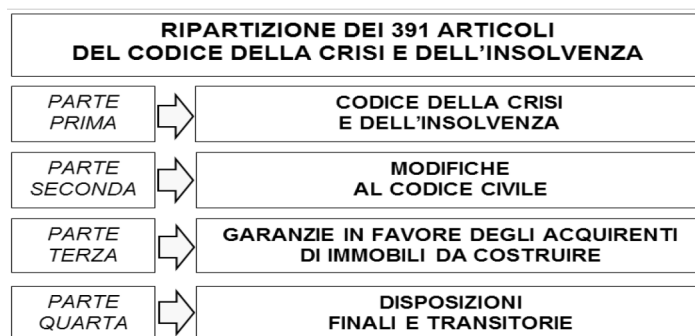 RIPARTIZIONE DEI 391 ARTICOLI
DEL CODICE DELLA CRISI E DELL'INSOLVENZA
PARTE
PRIMA
CODICE DELLA CRISI
E DELL'INSOLVENZA
PARTE
SECONDA
MODIFICHE
AL CODICE CIVILE
PARTE
TERZA
GARANZIE IN FAVORE DEGLI ACQUIRENTI
DI IMMOBILI DA COSTRUIRE
PARTE
QUARTA
DISPOSIZIONI
FINALI E TRANSITORIE